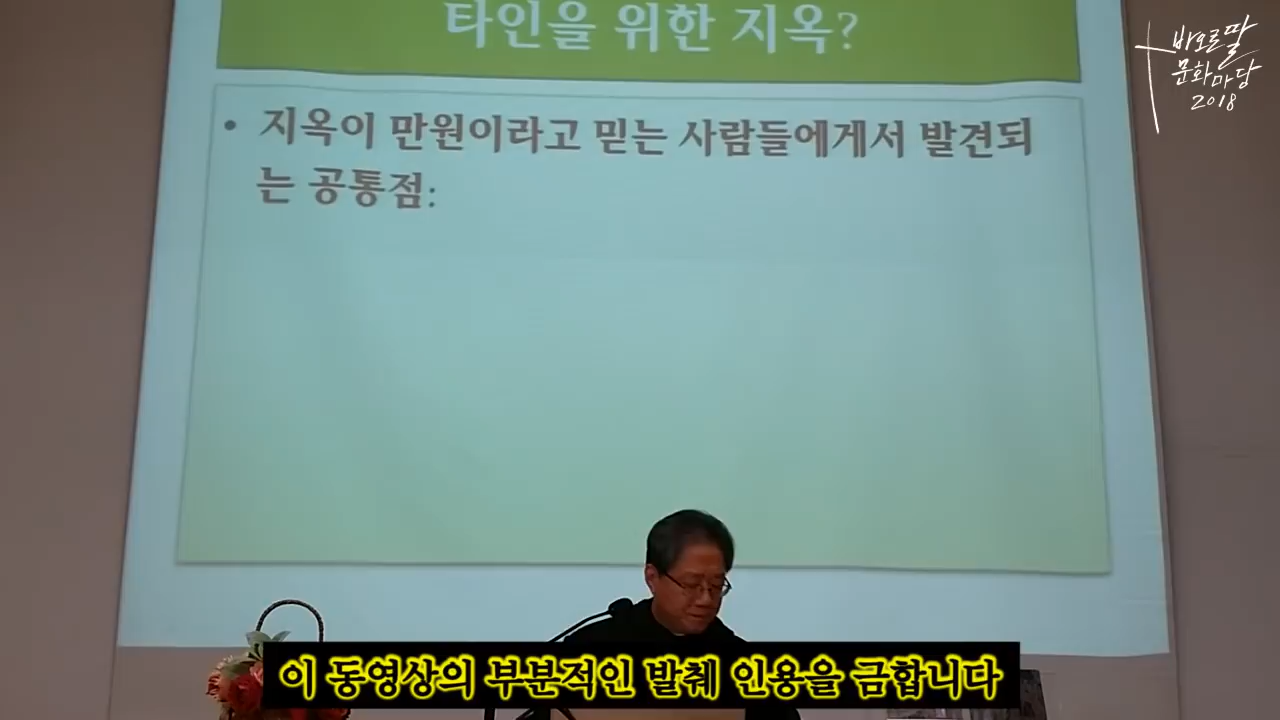 타인을 위한 지옥?
바오로딸
문화마당
2018
• 지옥이 만원이라고 믿는 사람들에게서 발견되
는 공통점:
이 동영상의 부분적인 발췌 인용을 금합니다